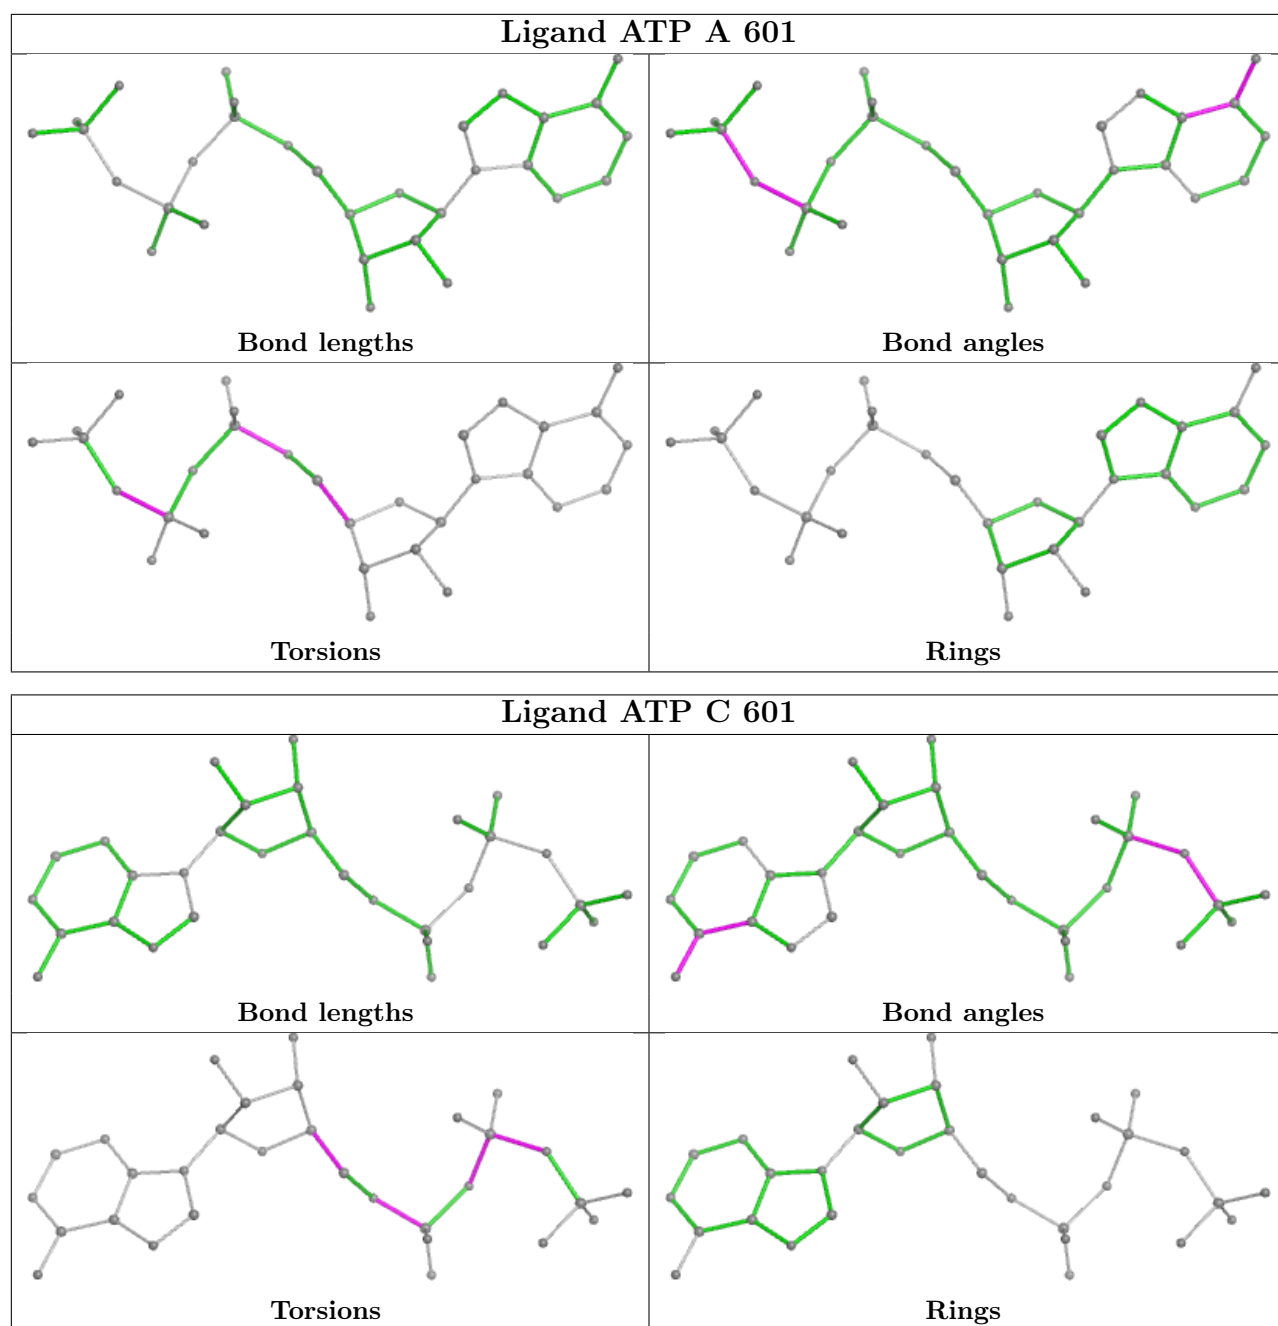 Ligand ATP A 601
Bond lengths
Bond angles
Torsions
Rings
Ligand ATP C 601
Bond lengths
Bond angles
Torsions
Rings